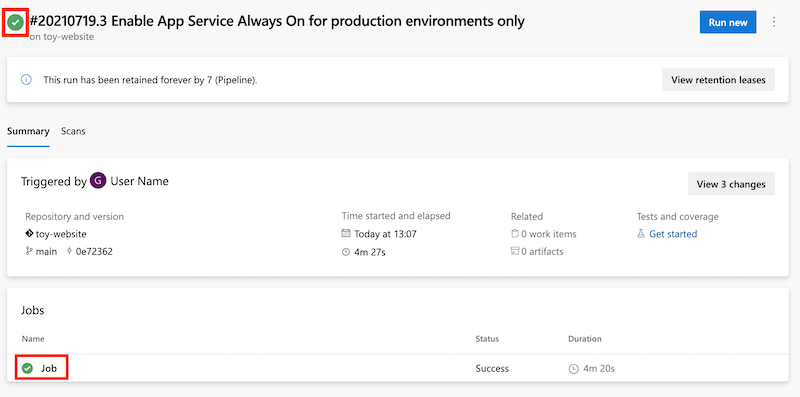 #20210719.3 Enable App Service Always On for production environments only
on toy-website
Run new
This run has been retained forever by 7 (Pipeline).
View retention leases
Summary Scans
Triggered by G User Name
View 3 changes
Repository and version
toy-website
main 0e72362
Time started and elapsed
Today at 13:07
4m 27s
Related
0 work items
0 artifacts
Tests and coverage
Get started
Jobs
Name Status Duration
Job Success 4m 20s